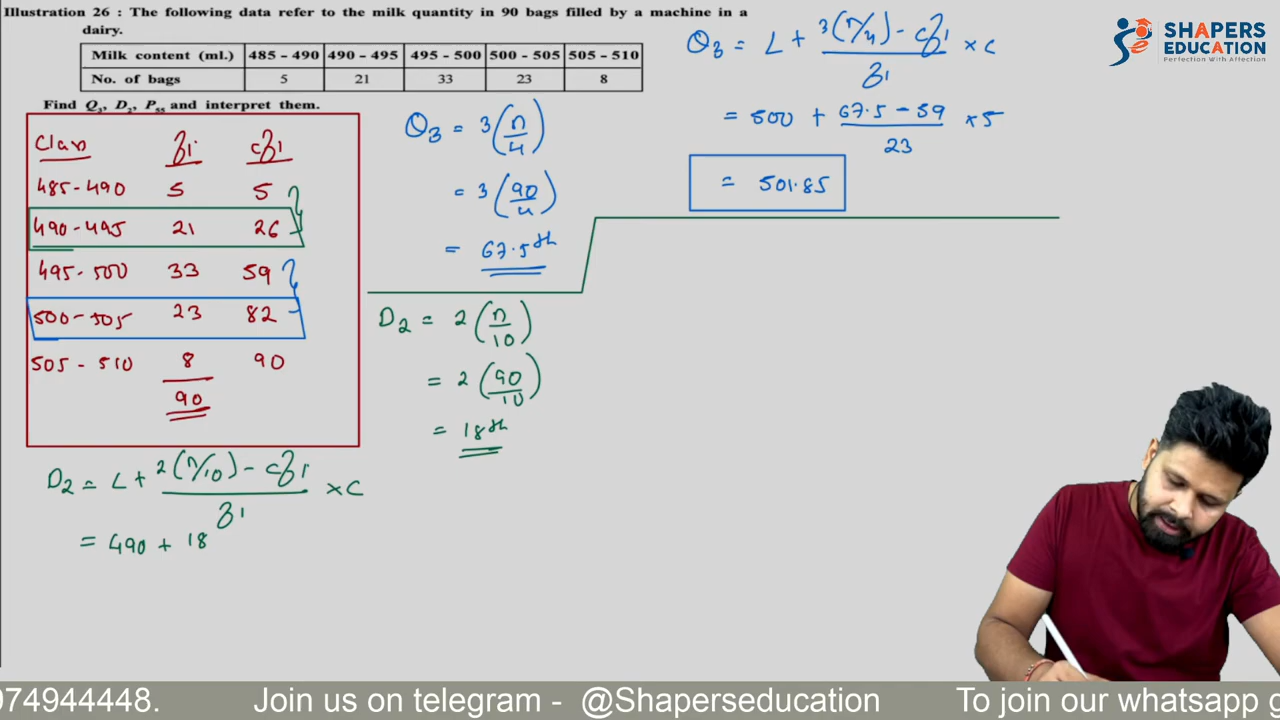 Illustration 26 : The following data refer to the milk quantity in 90 bags filled by a machine in a
dairy.
Milk content (ml.) 485 – 490 490 – 495 495 – 500 500 – 505 505 – 510
No. of bags 5 21 33 23 8
Find Q₃, D₂, P₅₅ and interpret them.
Class fi cfi
485-490 5 5
490-495 21 26
495-500 33 59
500-505 23 82
505-510 8 90
90
Q₃ = 3(n/4)
= 3(90/4)
= 67.5th
Q₃ = L + (3(n/4) - cfi)/fi × C
= 500 + (67.5 - 59)/23 × 5
= 501.85
D₂ = 2(n/10)
= 2(90/10)
= 18th
D₂ = L + (2(n/10) - cfi)/fi × C
= 490 + 18
SHAPERS
EDUCATION
Perfection With Affection
974944448.
Join us on telegram - @Shaperseducation
To join our whatsapp g